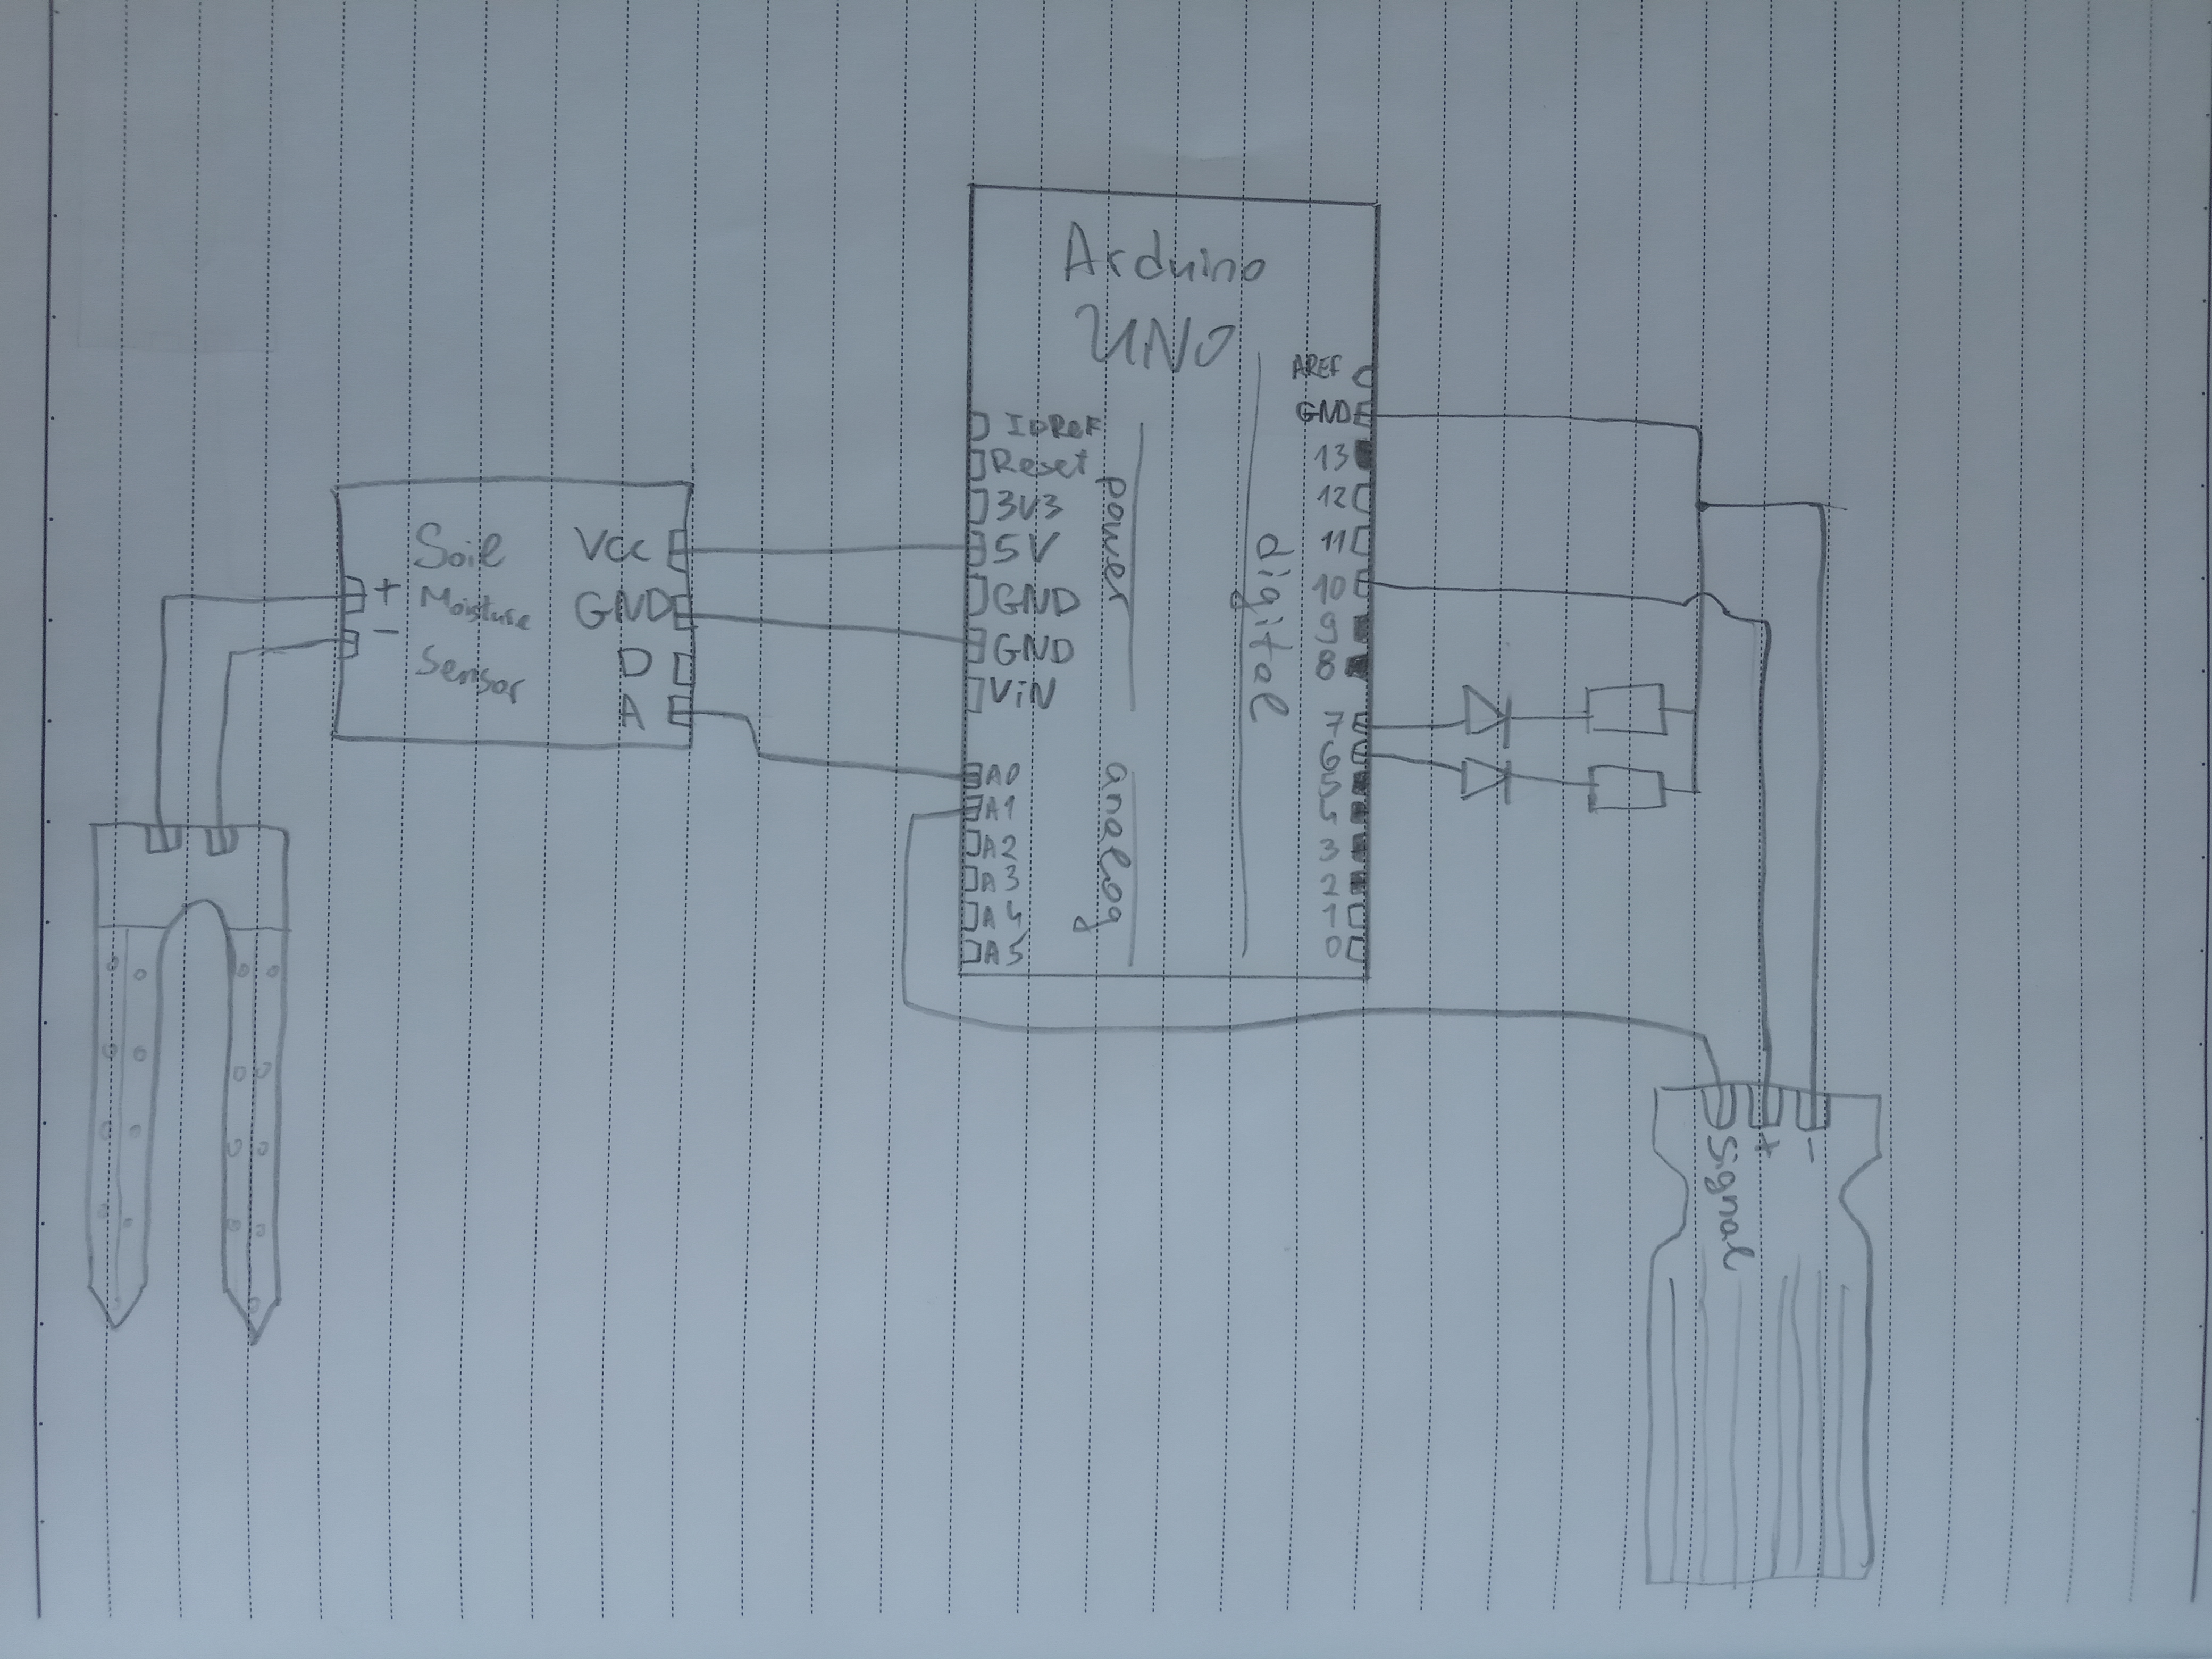 Arduino
UNO
AREF
GND
13
12
11
10
9
8
7
6
5
5
3
2
1
0
digital
IOREF
Reset
3V3
5V
GND
GND
ViN
power
A0
A1
A2
A3
A4
A5
analog
Soil
Moisture
Sensor
+
-
Vcc
GND
D
A
Signal
+
-